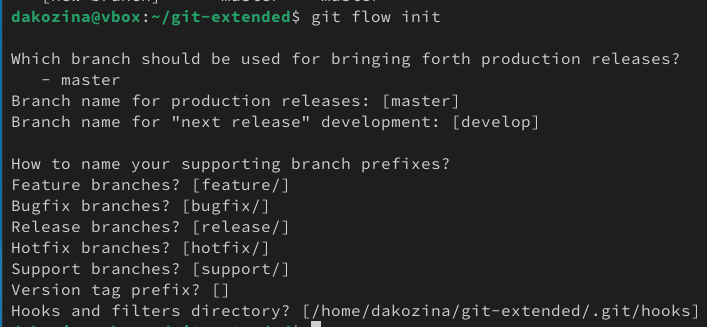 dakozina@vbox:~/git-extended$ git flow init
Which branch should be used for bringing forth production releases?
- master
Branch name for production releases: [master]
Branch name for "next release" development: [develop]
How to name your supporting branch prefixes?
Feature branches? [feature/]
Bugfix branches? [bugfix/]
Release branches? [release/]
Hotfix branches? [hotfix/]
Support branches? [support/]
Version tag prefix? []
Hooks and filters directory? [/home/dakozina/git-extended/.git/hooks]